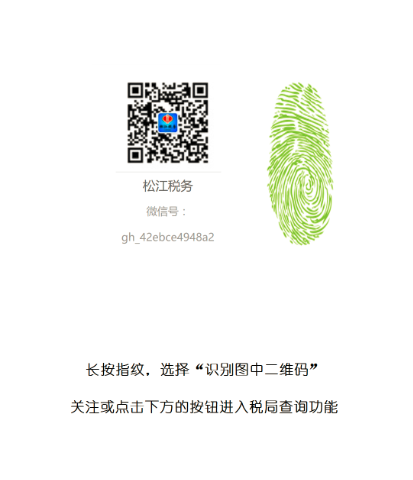 松江税务
微信号：
gh_42ebce4948a2
长按指纹，选择“识别图中二维码”
关注或点击下方的按钮进入税局查询功能